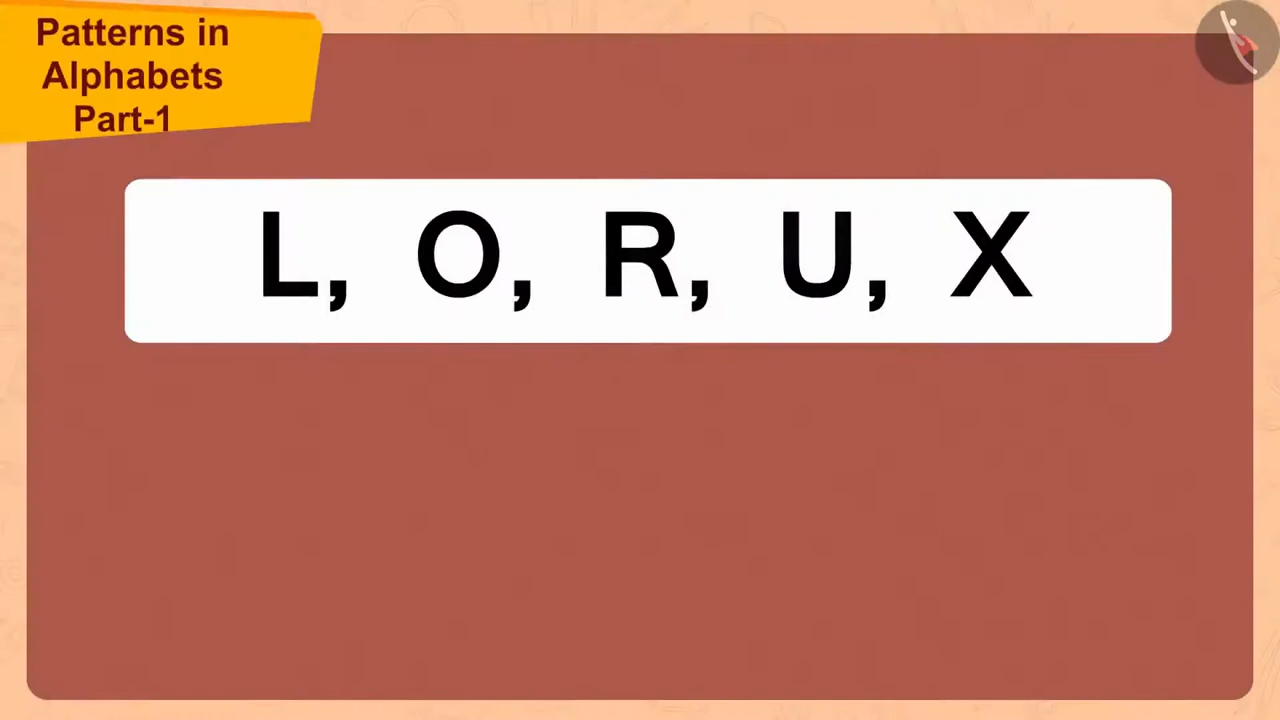 Patterns in
Alphabets
Part-1
L, O, R, U, X